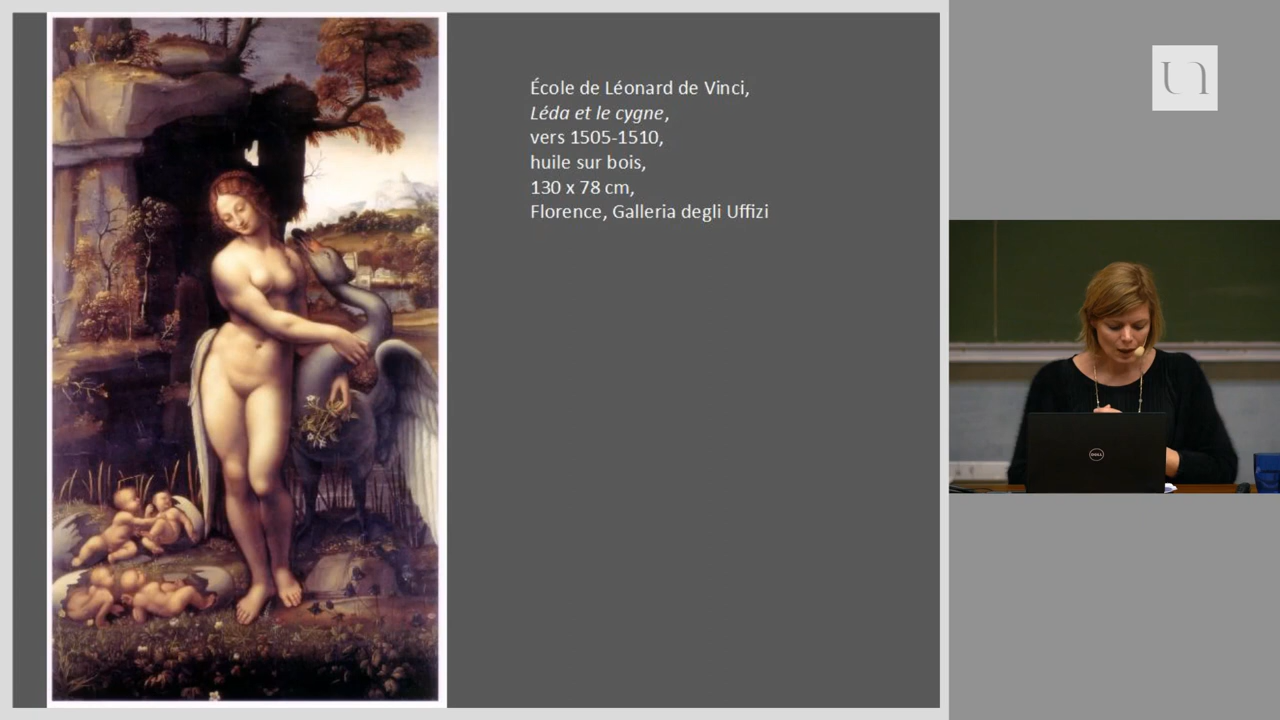 École de Léonard de Vinci,
Léda et le cygne,
vers 1505-1510,
huile sur bois,
130 x 78 cm,
Florence, Galleria degli Uffizi
DELL